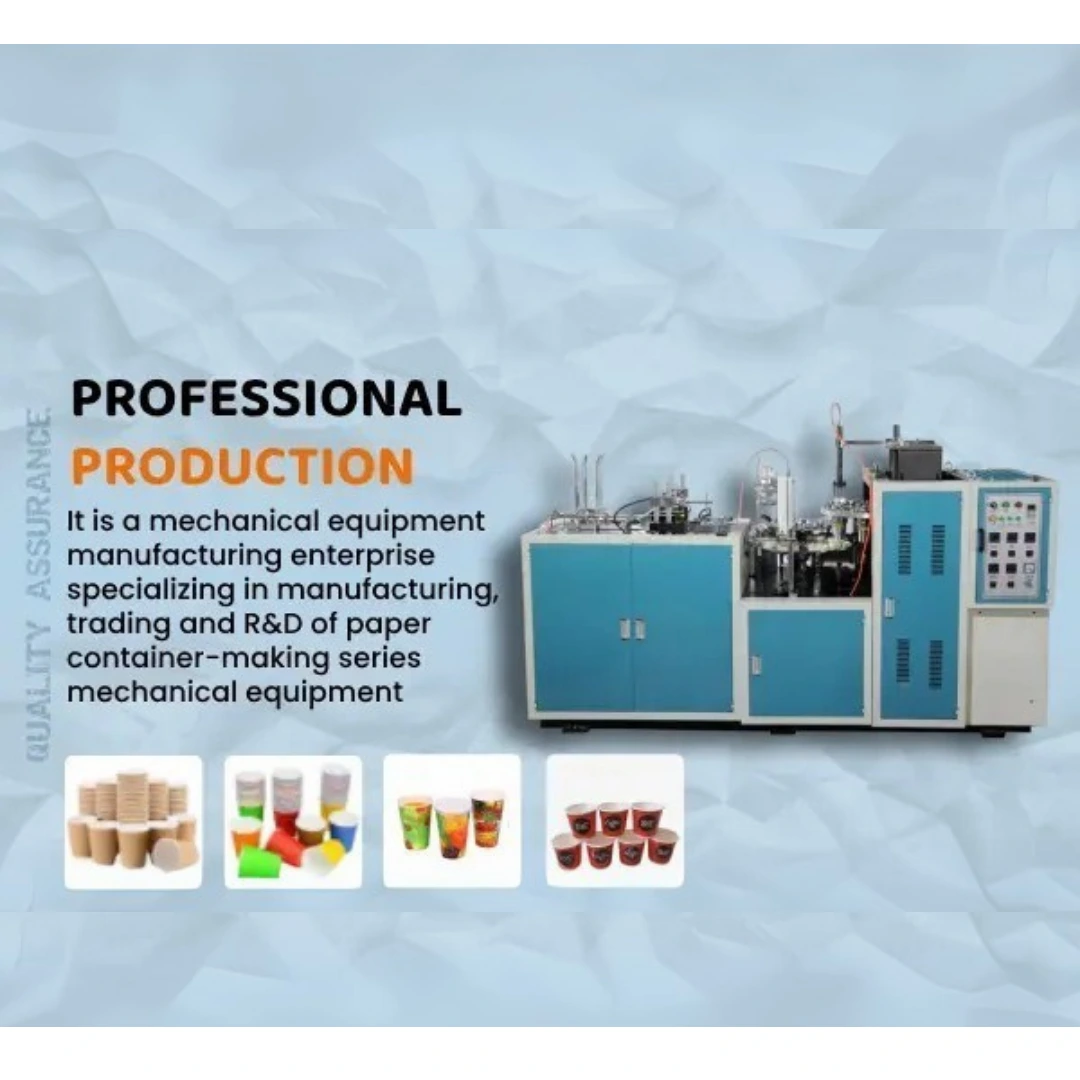 PROFESSIONAL
PRODUCTION
It is a mechanical equipment
manufacturing enterprise
specializing in manufacturing,
trading and R&D of paper
container-making series
mechanical equipment
QUALITY ASSURANCE